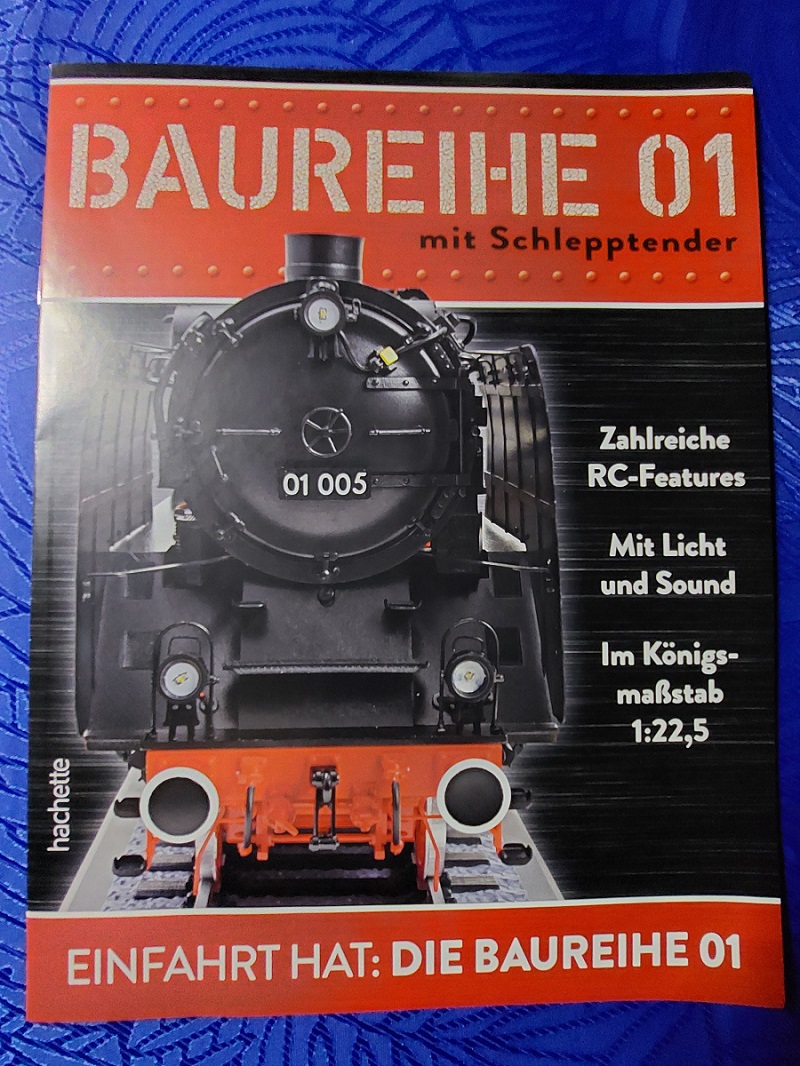 BAUREIHE 01
mit Schlepptender
01 005
Zahlreiche
RC-Features
Mit Licht
und Sound
Im Königs-
maßstab
1:22,5
hachette
EINFAHRT HAT: DIE BAUREIHE 01